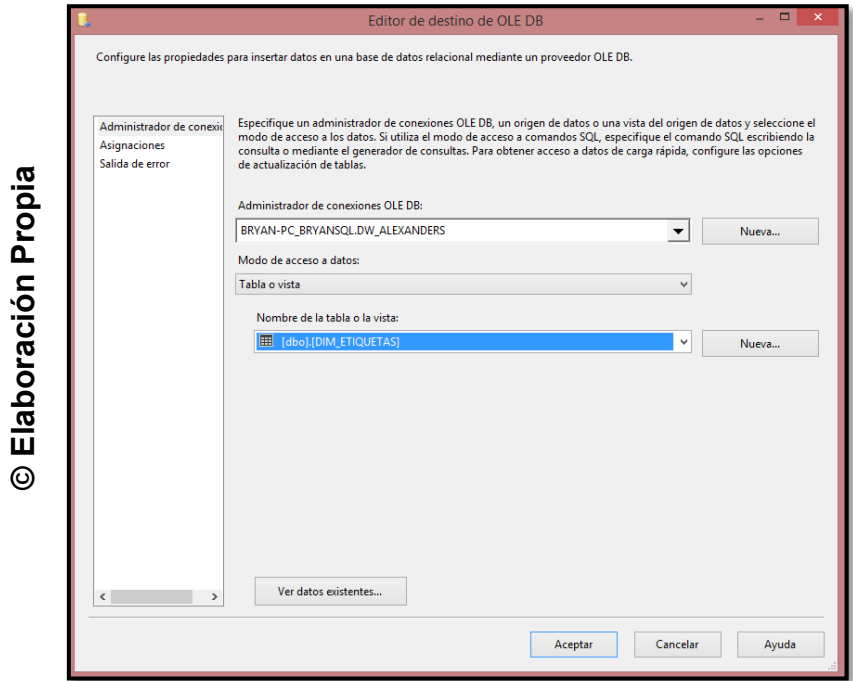 © Elaboración Propia
Editor de destino de OLE DB
Configure las propiedades para insertar datos en una base de datos relacional mediante un proveedor OLE DB.
Administrador de conexi
Asignaciones
Salida de error
Especifique un administrador de conexiones OLE DB, un origen de datos o una vista del origen de datos y seleccione el
modo de acceso a los datos. Si utiliza el modo de acceso a comandos SQL, especifique el comando SQL escribiendo la
consulta o mediante el generador de consultas. Para obtener acceso a datos de carga rápida, configure las opciones
de actualización de tablas.
Administrador de conexiones OLE DB:
BRYAN-PC_BRYANSQL.DW_ALEXANDERS
Nueva...
Modo de acceso a datos:
Tabla o vista
Nombre de la tabla o la vista:
[dbo].[DIM_ETIQUETAS]
Nueva...
Ver datos existentes...
Aceptar
Cancelar
Ayuda